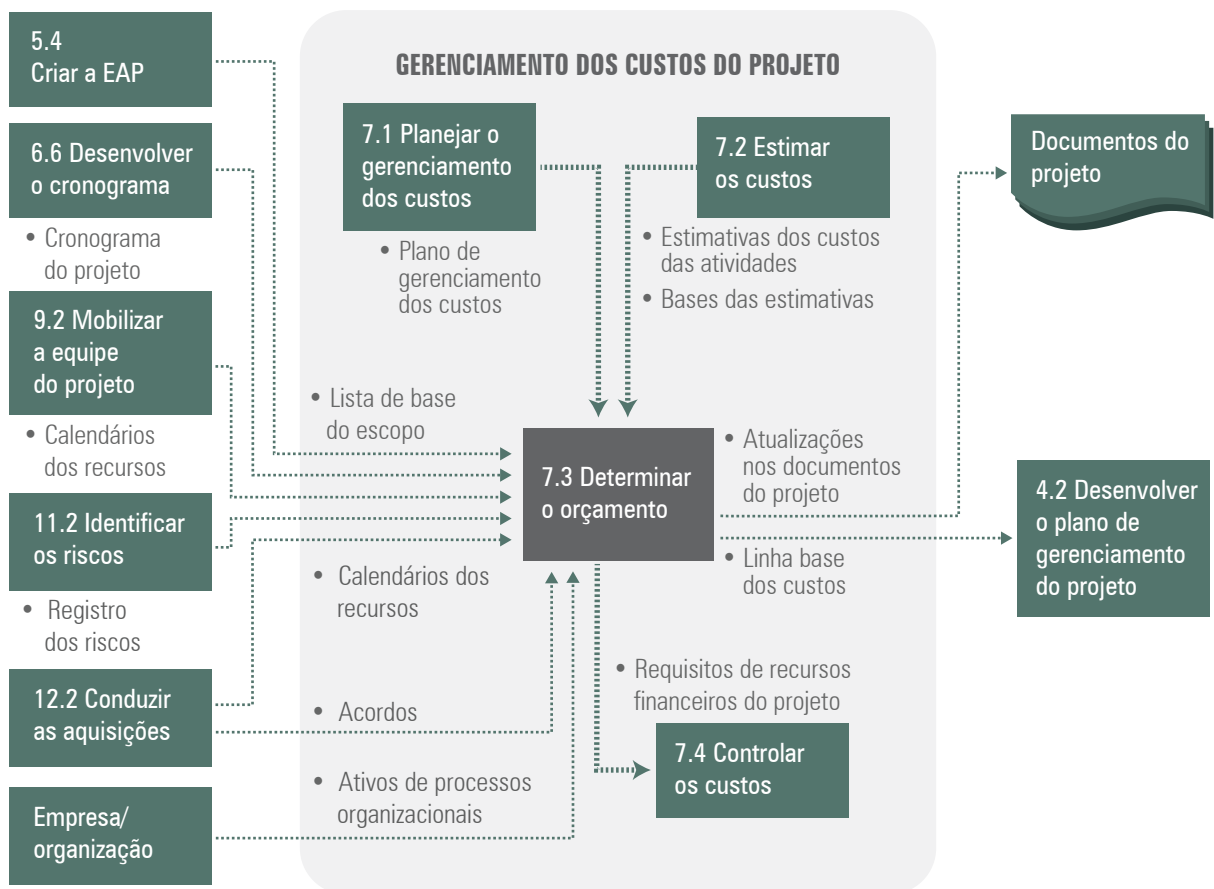 5.4
Criar a EAP
6.6 Desenvolver
o cronograma
• Cronograma
do projeto
9.2 Mobilizar
a equipe
do projeto
• Calendários
dos recursos
11.2 Identificar
os riscos
• Registro
dos riscos
12.2 Conduzir
as aquisições
Empresa/
organização
GERENCIAMENTO DOS CUSTOS DO PROJETO
7.1 Planejar o
gerenciamento
dos custos
• Plano de
gerenciamento
dos custos
7.2 Estimar
os custos
• Estimativas dos custos
das atividades
• Bases das estimativas
• Lista de base
do escopo
7.3 Determinar
o orçamento
• Atualizações
nos documentos
do projeto
• Linha base
dos custos
• Calendários dos
recursos
• Acordos
• Ativos de processos
organizacionais
• Requisitos de recursos
financeiros do projeto
7.4 Controlar
os custos
Documentos do
projeto
4.2 Desenvolver
o plano de
gerenciamento
do projeto